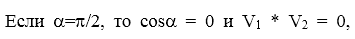 Если α=π/2, то cosα = 0 и V₁ * V₂ = 0,